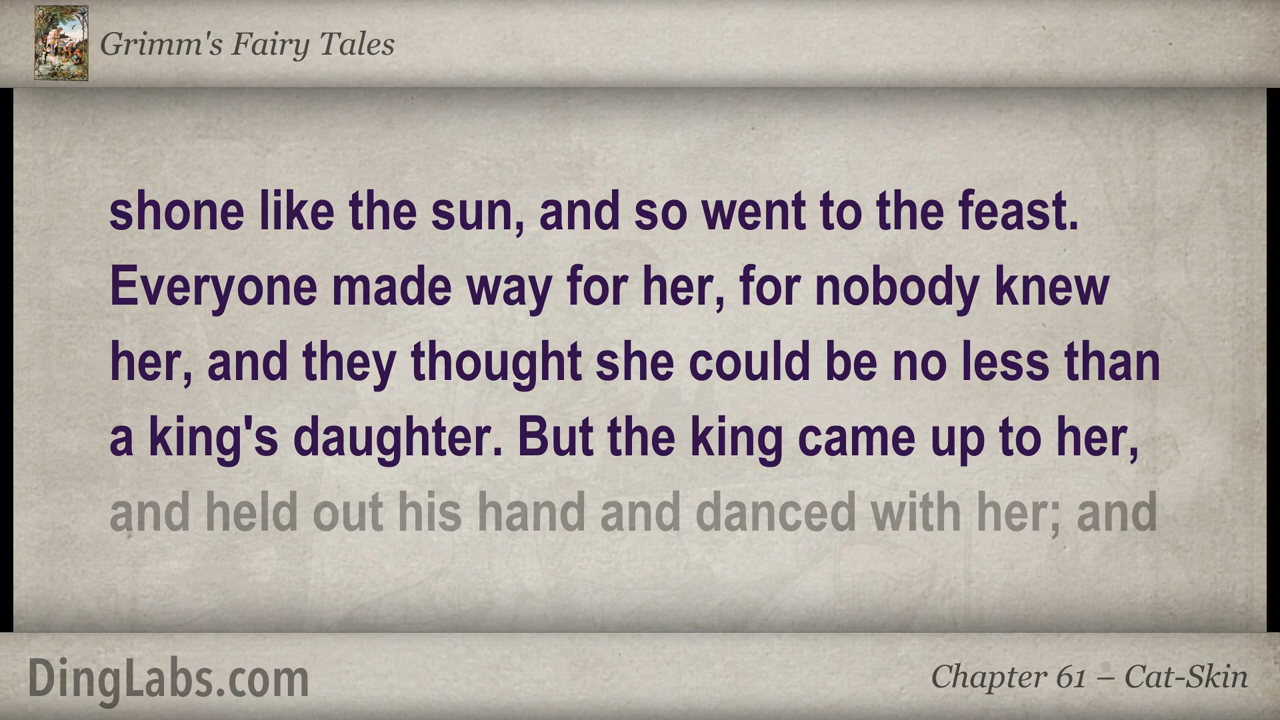 Grimm's Fairy Tales
shone like the sun, and so went to the feast.
Everyone made way for her, for nobody knew
her, and they thought she could be no less than
a king's daughter. But the king came up to her,
and held out his hand and danced with her; and
DingLabs.com
Chapter 61 – Cat-Skin